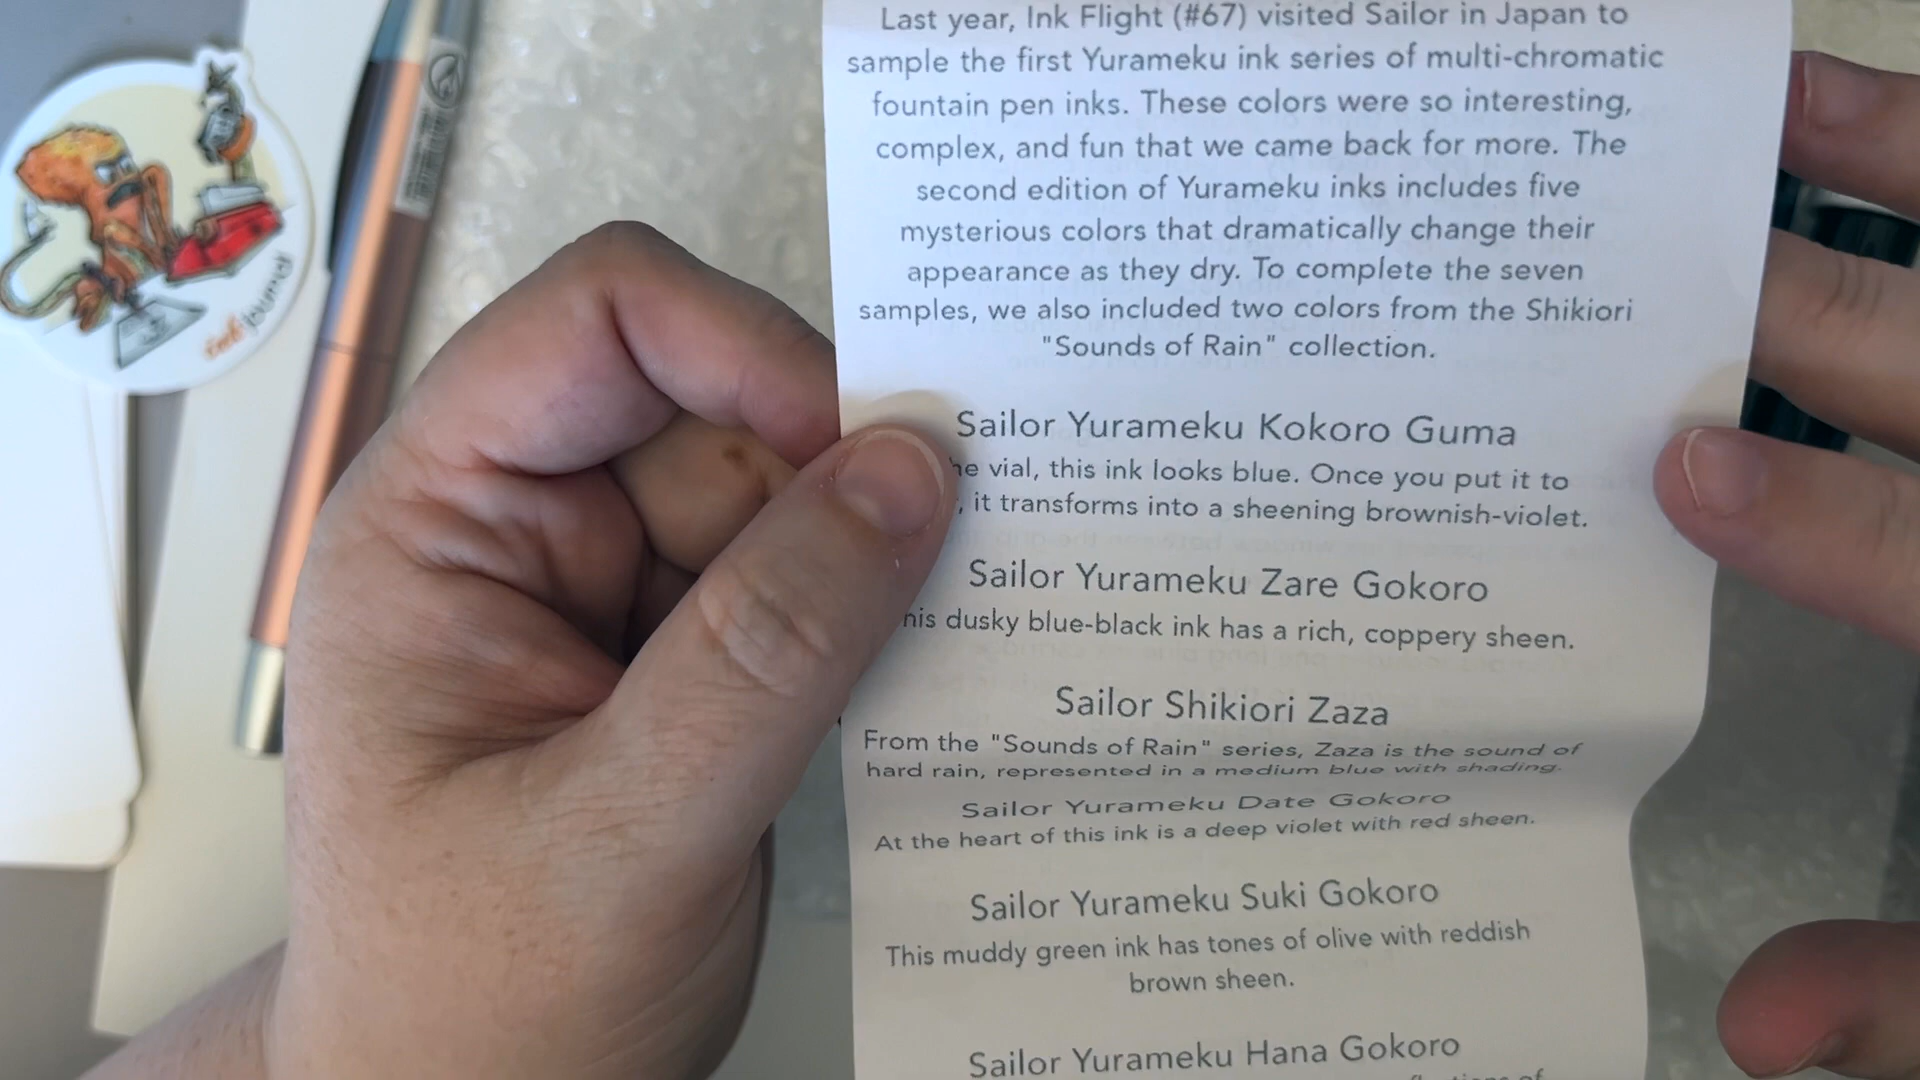 Last year, Ink Flight (#67) visited Sailor in Japan to
sample the first Yurameku ink series of multi-chromatic
fountain pen inks. These colors were so interesting,
complex, and fun that we came back for more. The
second edition of Yurameku inks includes five
mysterious colors that dramatically change their
appearance as they dry. To complete the seven
samples, we also included two colors from the Shikiori
"Sounds of Rain" collection.
Sailor Yurameku Kokoro Guma
he vial, this ink looks blue. Once you put it to
, it transforms into a sheening brownish-violet.
Sailor Yurameku Zare Gokoro
his dusky blue-black ink has a rich, coppery sheen.
Sailor Shikiori Zaza
From the "Sounds of Rain" series, Zaza is the sound of
hard rain, represented in a medium blue with shading.
Sailor Yurameku Date Gokoro
At the heart of this ink is a deep violet with red sheen.
Sailor Yurameku Suki Gokoro
This muddy green ink has tones of olive with reddish
brown sheen.
Sailor Yurameku Hana Gokoro
ink journal